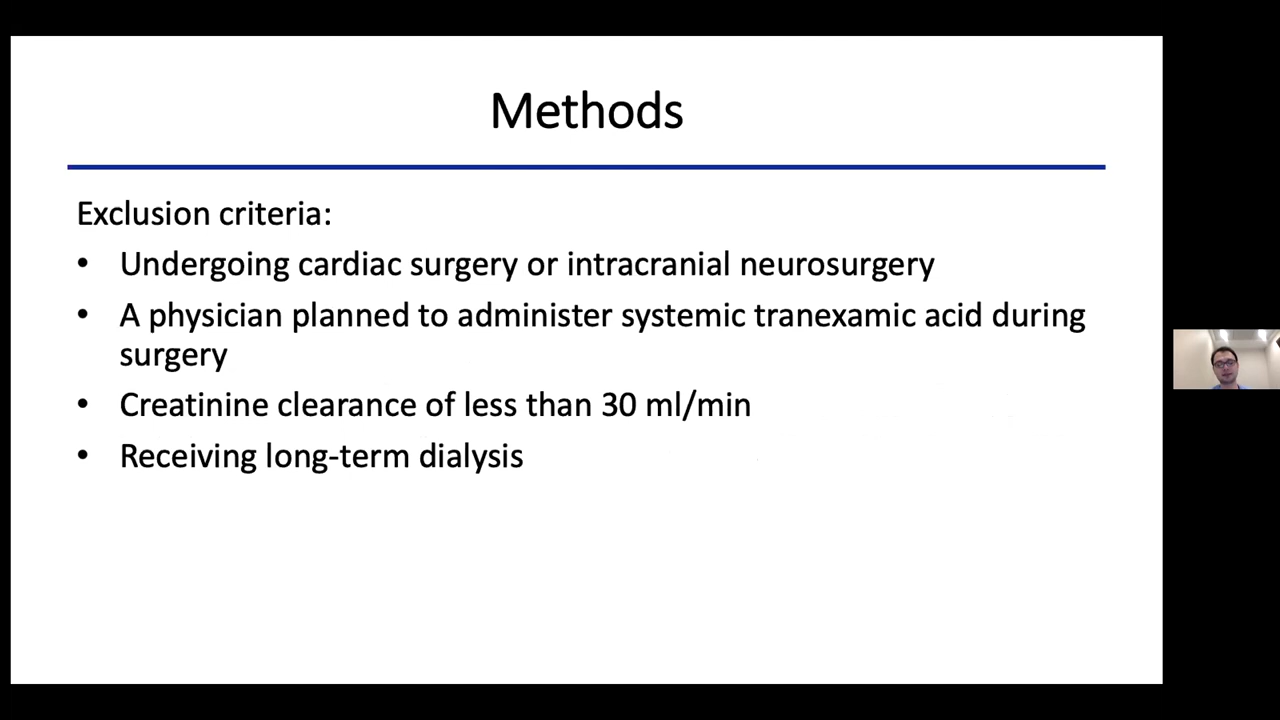 Methods
Exclusion criteria:
• Undergoing cardiac surgery or intracranial neurosurgery
• A physician planned to administer systemic tranexamic acid during
surgery
• Creatinine clearance of less than 30 ml/min
• Receiving long-term dialysis